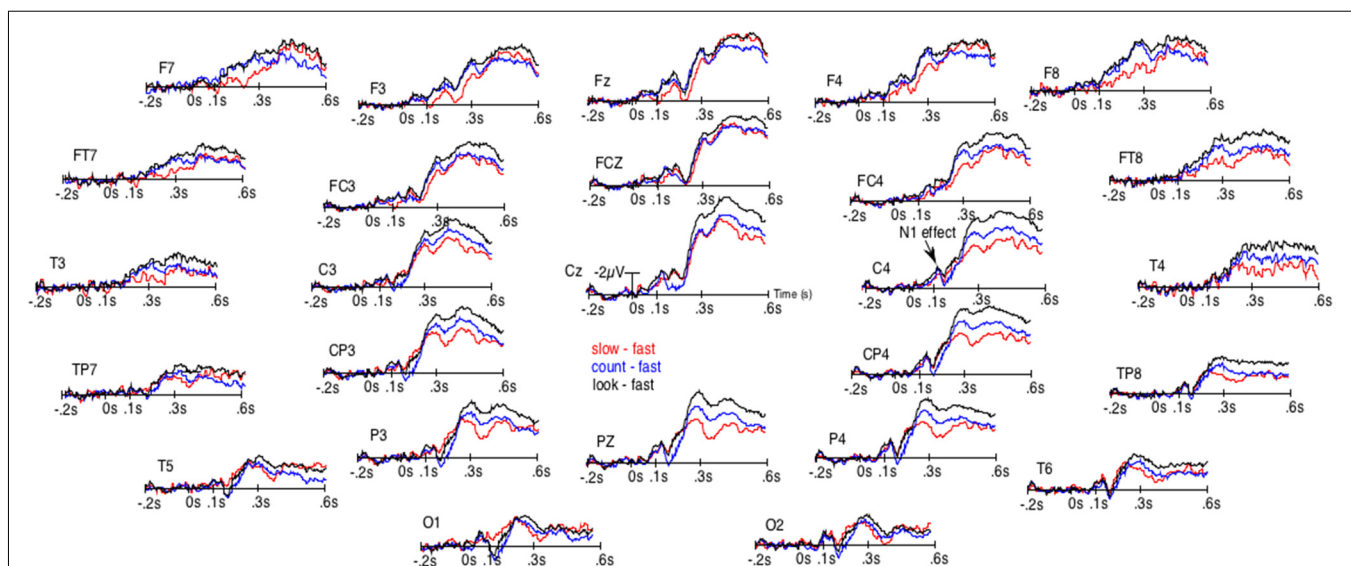 F7
-.2s 0s .1s .3s .6s
F3
-.2s 0s .1s .3s .6s
Fz
-.2s 0s .1s .3s .6s
F4
-.2s 0s .1s .3s .6s
F8
-.2s 0s .1s .3s .6s
FT7
-.2s 0s .1s .3s .6s
FC3
-.2s 0s .1s .3s .6s
FCZ
-.2s 0s .1s .3s .6s
FC4
-.2s 0s .1s .3s .6s
FT8
-.2s 0s .1s .3s .6s
T3
-.2s 0s .1s .3s .6s
C3
-.2s 0s .1s .3s .6s
Cz -2µV
Time (s)
-.2s 0s .1s .3s .6s
N1 effect
C4
-.2s 0s .1s .3s .6s
T4
-.2s 0s .1s .3s .6s
TP7
-.2s 0s .1s .3s .6s
CP3
-.2s 0s .1s .3s .6s
slow - fast
count - fast
look - fast
CP4
-.2s 0s .1s .3s .6s
TP8
-.2s 0s .1s .3s .6s
T5
-.2s 0s .1s .3s .6s
P3
-.2s 0s .1s .3s .6s
PZ
-.2s 0s .1s .3s .6s
P4
-.2s 0s .1s .3s .6s
T6
-.2s 0s .1s .3s .6s
O1
-.2s 0s .1s .3s .6s
O2
-.2s 0s .1s .3s .6s